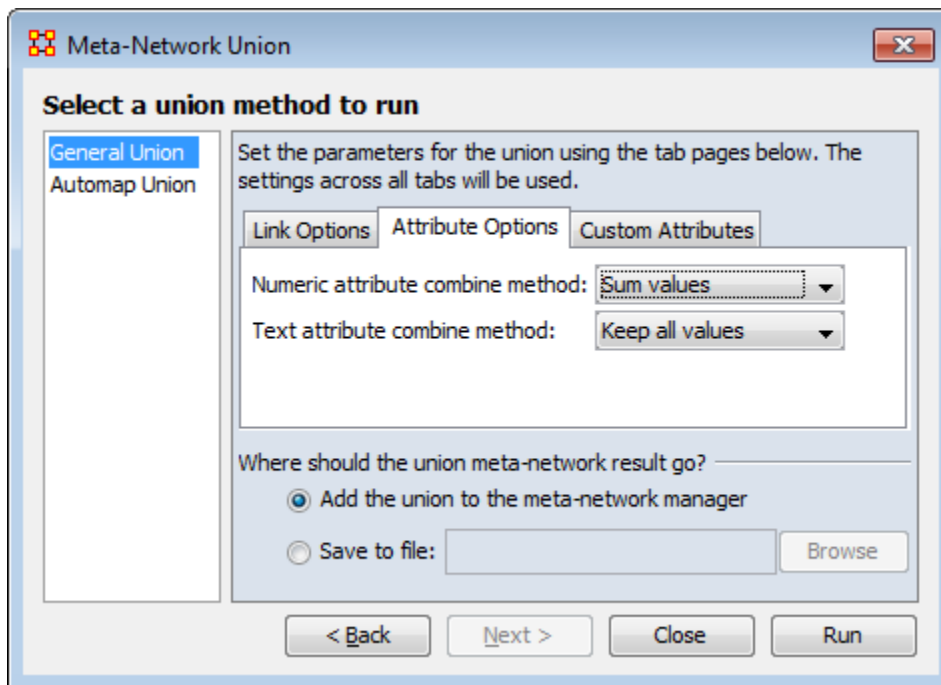 Meta-Network Union
Select a union method to run
General Union
Automap Union
Set the parameters for the union using the tab pages below. The
settings across all tabs will be used.
Link Options Attribute Options Custom Attributes
Numeric attribute combine method: Sum values
Text attribute combine method: Keep all values
Where should the union meta-network result go?
Add the union to the meta-network manager
Save to file: Browse
< Back Next > Close Run